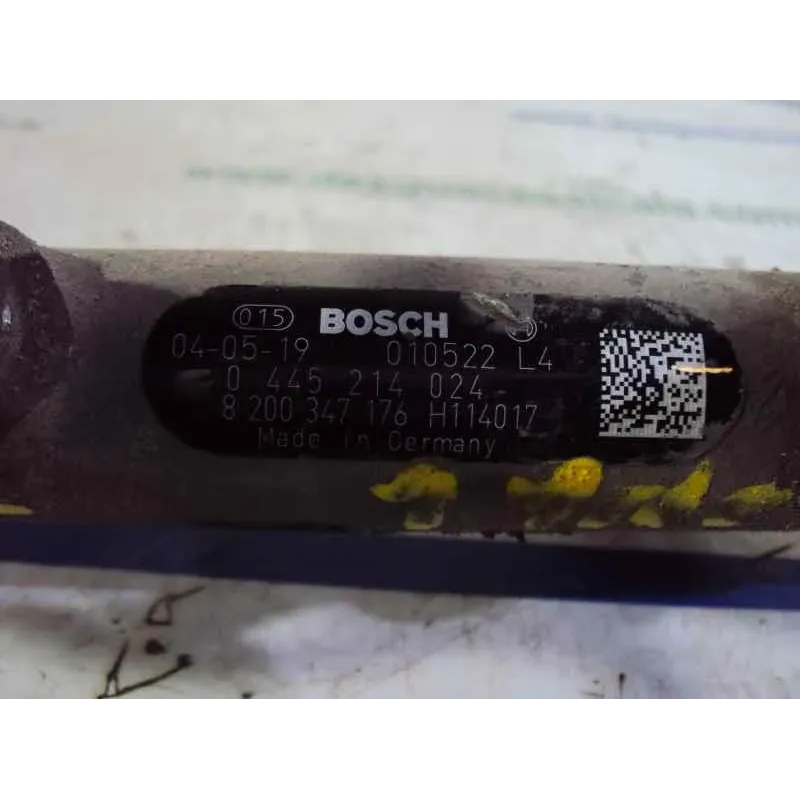 015 BOSCH
04-05-19 010522 L4
0 445 214 024
8 200 347 176 H114017
Made in Germany